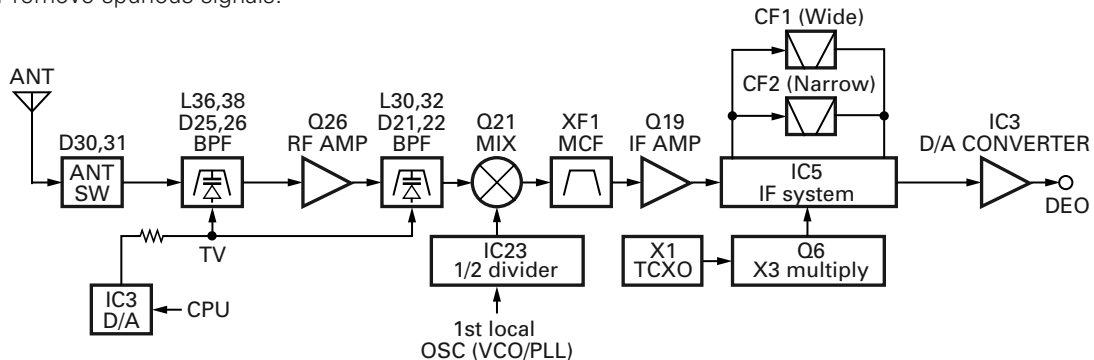 remove spurious signals.
CF1 (Wide)
CF2 (Narrow)
ANT
D30,31
ANT
SW
L36,38
D25,26
BPF
Q26
RF AMP
L30,32
D21,22
BPF
Q21
MIX
XF1
MCF
Q19
IF AMP
IC5
IF system
IC3
D/A CONVERTER
DEO
TV
IC23
1/2 divider
X1
TCXO
Q6
X3 multiply
IC3
D/A
CPU
1st local
OSC (VCO/PLL)